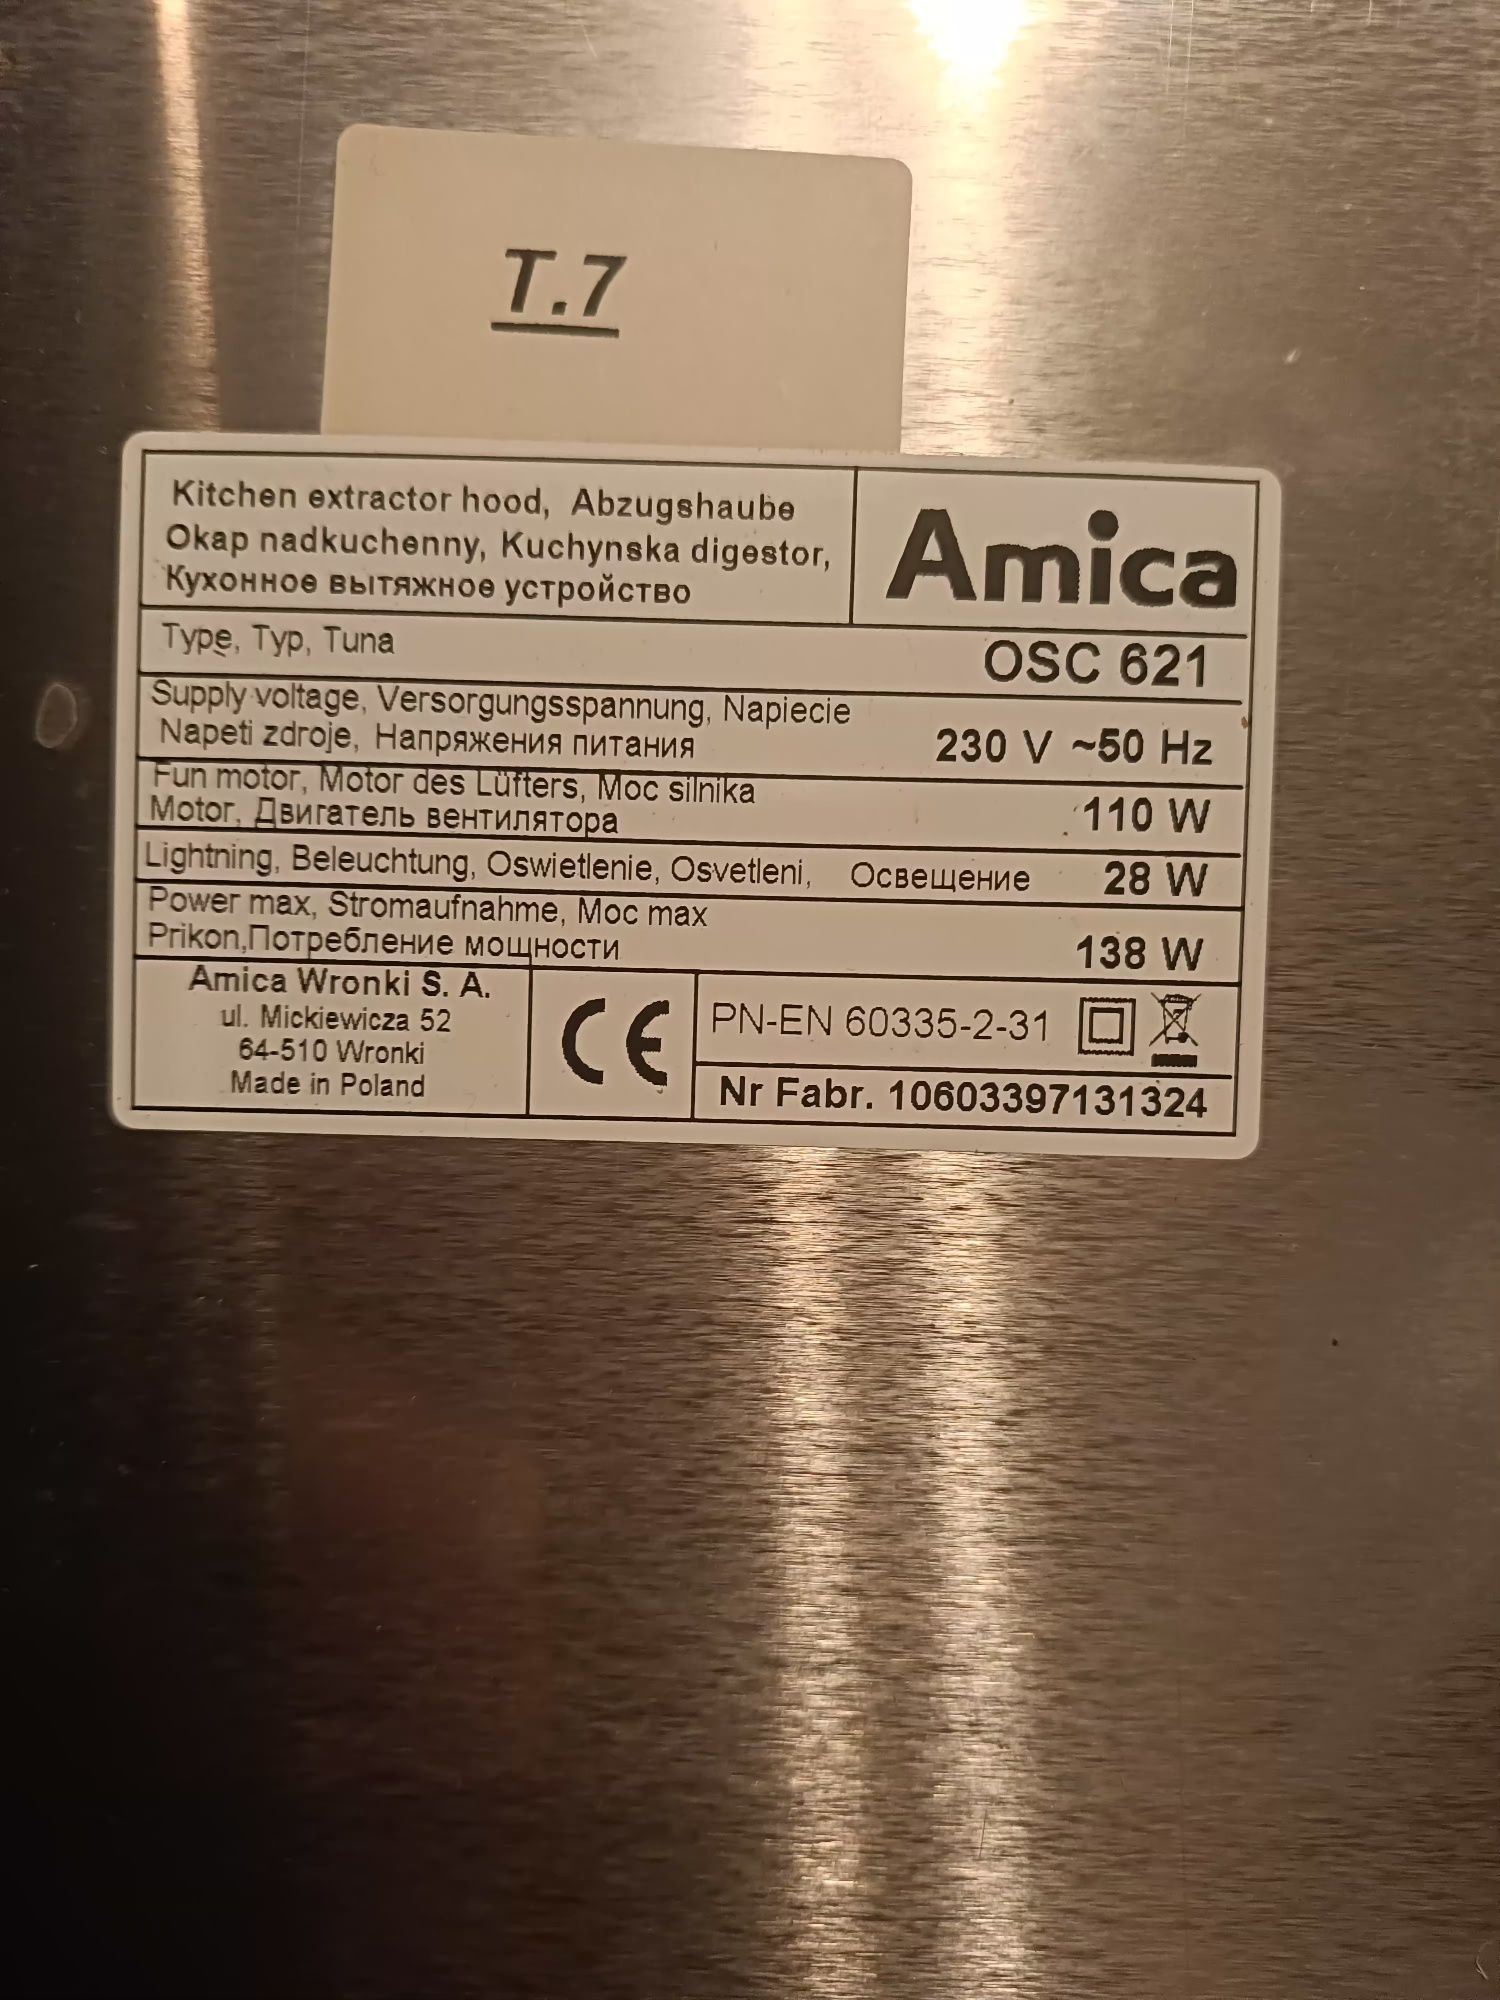 T.7
Kitchen extractor hood, Abzugshaube
Okap nadkuchenny, Kuchynska digestor,
Кухонное вытяжное устройство
Amica
Type, Typ, Tuna
OSC 621
Supply voltage, Versorgungsspannung, Napiecie
Napeti zdroje, Напряжения питания
230 V ~50 Hz
Fun motor, Motor des Lüfters, Moc silnika
Motor, Двигатель вентилятора
110 W
Lightning, Beleuchtung, Oswietlenie, Osvetleni, Освещение 28 W
Power max, Stromaufnahme, Moc max
Prikon,Потребление мощности
138 W
Amica Wronki S. A.
ul. Mickiewicza 52
64-510 Wronki
Made in Poland
CE
PN-EN 60335-2-31
Nr Fabr. 10603397131324